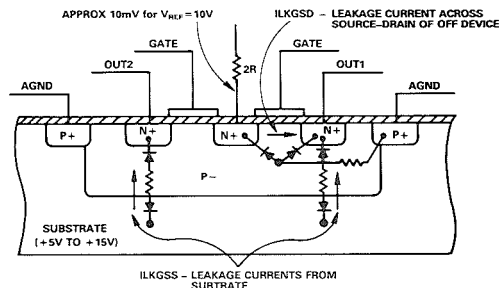 APPROX 10mV for VREF=10V
ILKGSD – LEAKAGE CURRENT ACROSS
SOURCE–DRAIN OF OFF DEVICE
GATE
GATE
2R
OUT2
OUT1
AGND
AGND
P+
N+
N+
N+
P+
P–
SUBSTRATE
(+5V TO +15V)
ILKGSS – LEAKAGE CURRENTS FROM
SUBTRATE